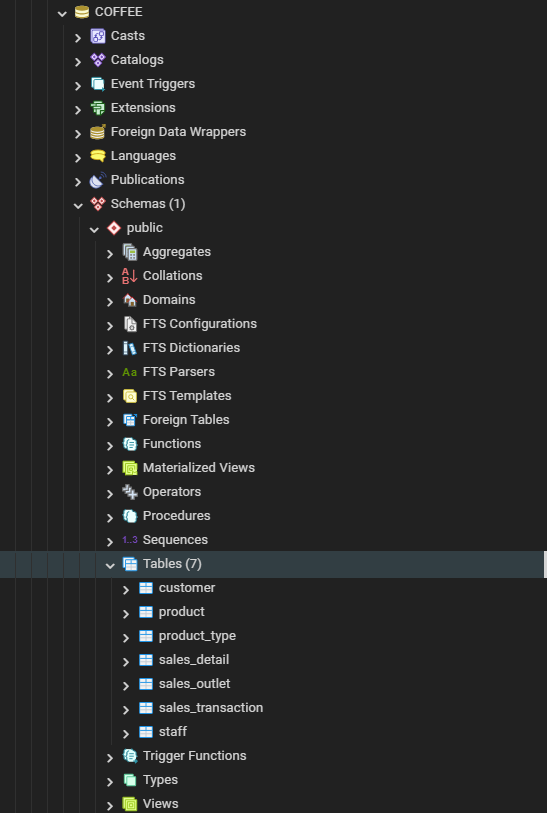 COFFEE
Casts
Catalogs
Event Triggers
Extensions
Foreign Data Wrappers
Languages
Publications
Schemas (1)
public
Aggregates
Collations
Domains
FTS Configurations
FTS Dictionaries
Aa FTS Parsers
FTS Templates
Foreign Tables
Functions
Materialized Views
Operators
Procedures
1..3 Sequences
Tables (7)
customer
product
product_type
sales_detail
sales_outlet
sales_transaction
staff
Trigger Functions
Types
Views